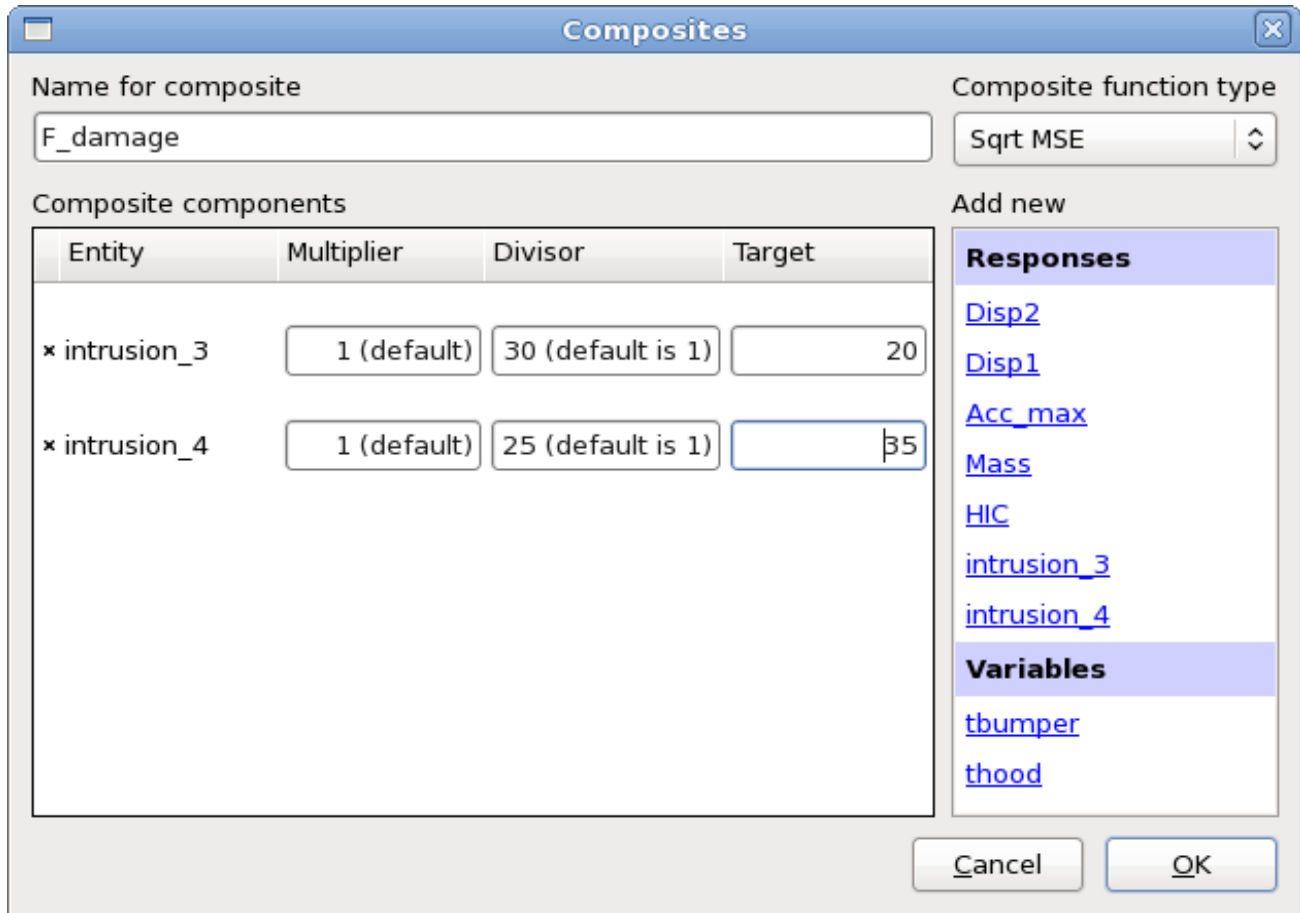 Composites
Name for composite
Composite function type
F_damage
Sqrt MSE
Composite components
Add new
Entity Multiplier Divisor Target
× intrusion_3 1 (default) 30 (default is 1) 20
× intrusion_4 1 (default) 25 (default is 1) 35
Responses
Disp2
Disp1
Acc_max
Mass
HIC
intrusion_3
intrusion_4
Variables
tbumper
thood
Cancel
OK